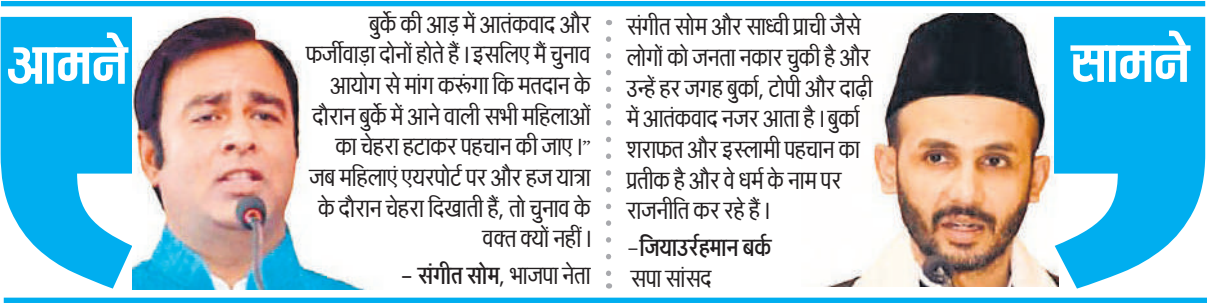 आमने
बुर्के की आड़ में आतंकवाद और
फर्जीवाड़ा दोनों होते हैं। इसलिए मैं चुनाव
आयोग से मांग करूंगा कि मतदान के
दौरान बुर्के में आने वाली सभी महिलाओं
का चेहरा हटाकर पहचान की जाए।”
जब महिलाएं एयरपोर्ट पर और हज यात्रा
के दौरान चेहरा दिखाती हैं, तो चुनाव के
वक्त क्यों नहीं।
– संगीत सोम, भाजपा नेता
संगीत सोम और साध्वी प्राची जैसे
लोगों को जनता नकार चुकी है और
उन्हें हर जगह बुर्का, टोपी और दाढ़ी
में आतंकवाद नजर आता है। बुर्का
शराफत और इस्लामी पहचान का
प्रतीक है और वे धर्म के नाम पर
राजनीति कर रहे हैं।
–जियाउर्रहमान बर्क
सपा सांसद
सामने